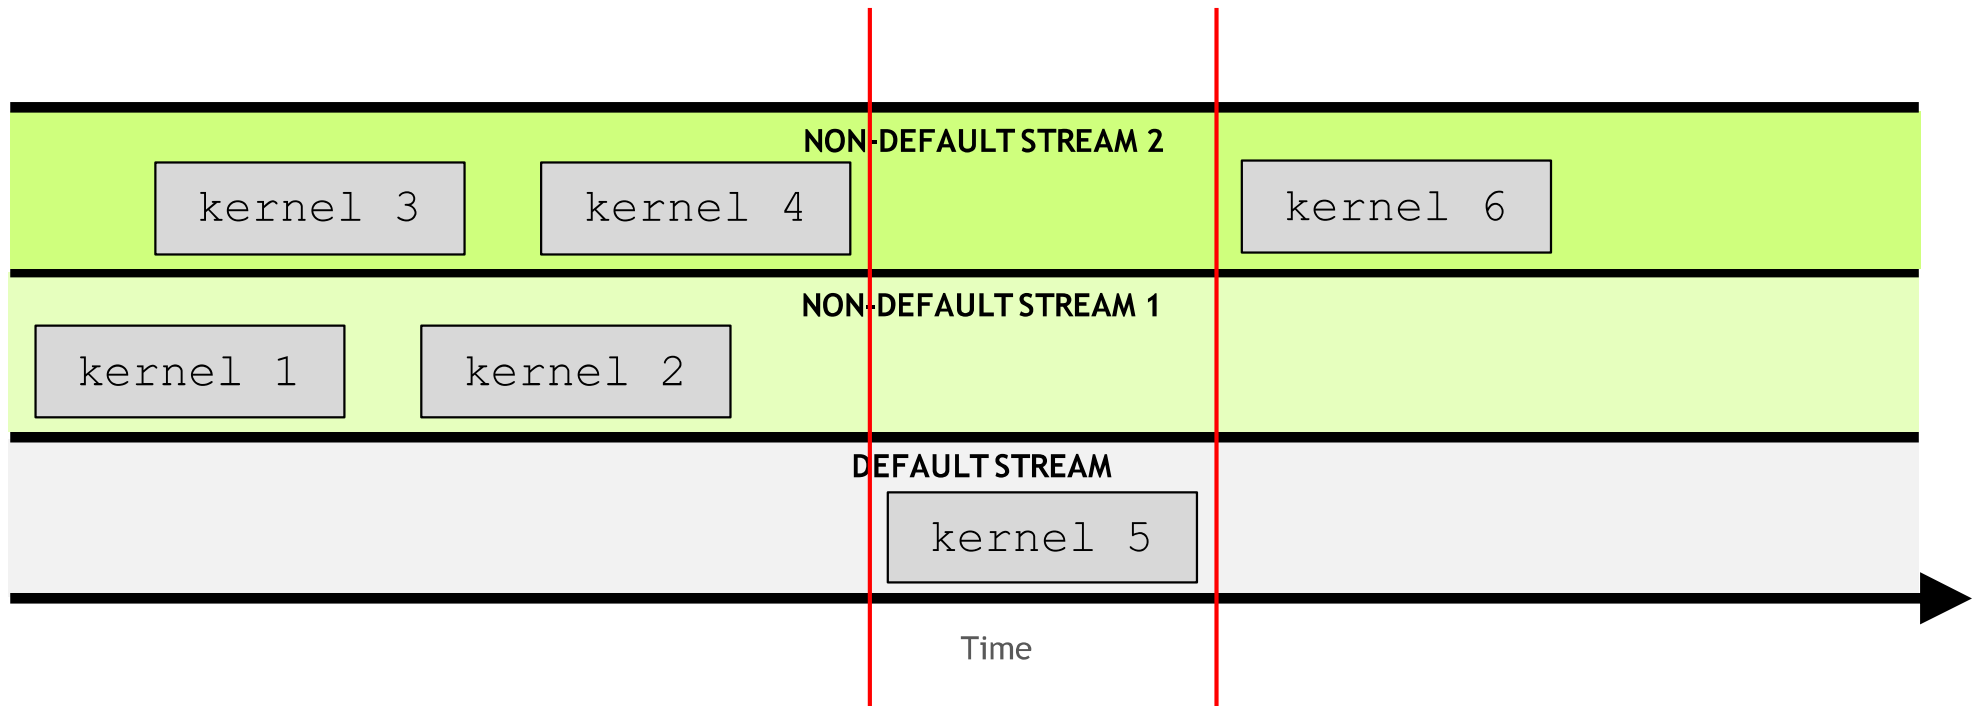 NON-DEFAULT STREAM 2
kernel 3
kernel 4
kernel 6
NON-DEFAULT STREAM 1
kernel 1
kernel 2
DEFAULT STREAM
kernel 5
Time